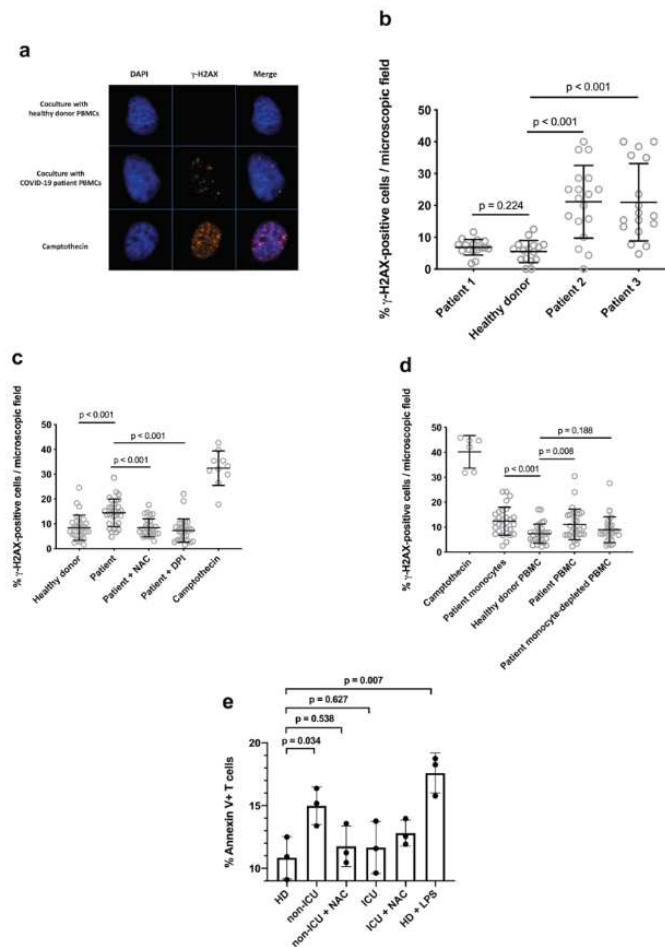 a
DAPI γ-H2AX Merge
Coculture with
healthy donor PBMCs
Coculture with
COVID-19 patient PBMCs
Camptothecin
b
% γ-H2AX-positive cells / microscopic field
50
40
30
20
10
0
p < 0.001
p < 0.001
p = 0.224
Patient 1
Healthy donor
Patient 2
Patient 3
c
% γ-H2AX-positive cells / microscopic field
50
40
30
20
10
0
p < 0.001
p < 0.001
p < 0.001
Healthy donor
Patient
Patient + NAC
Patient + DPI
Camptothecin
d
% γ-H2AX-positive cells / microscopic field
50
40
30
20
10
0
p = 0.188
p < 0.001
p = 0.008
Camptothecin
Patient monocytes
Healthy donor PBMC
Patient PBMC
Patient monocyte-depleted PBMC
e
% Annexin V+ T cells
20
15
10
p = 0.007
p = 0.627
p = 0.538
p = 0.034
HD
non-ICU
non-ICU + NAC
ICU
ICU + NAC
HD + LPS